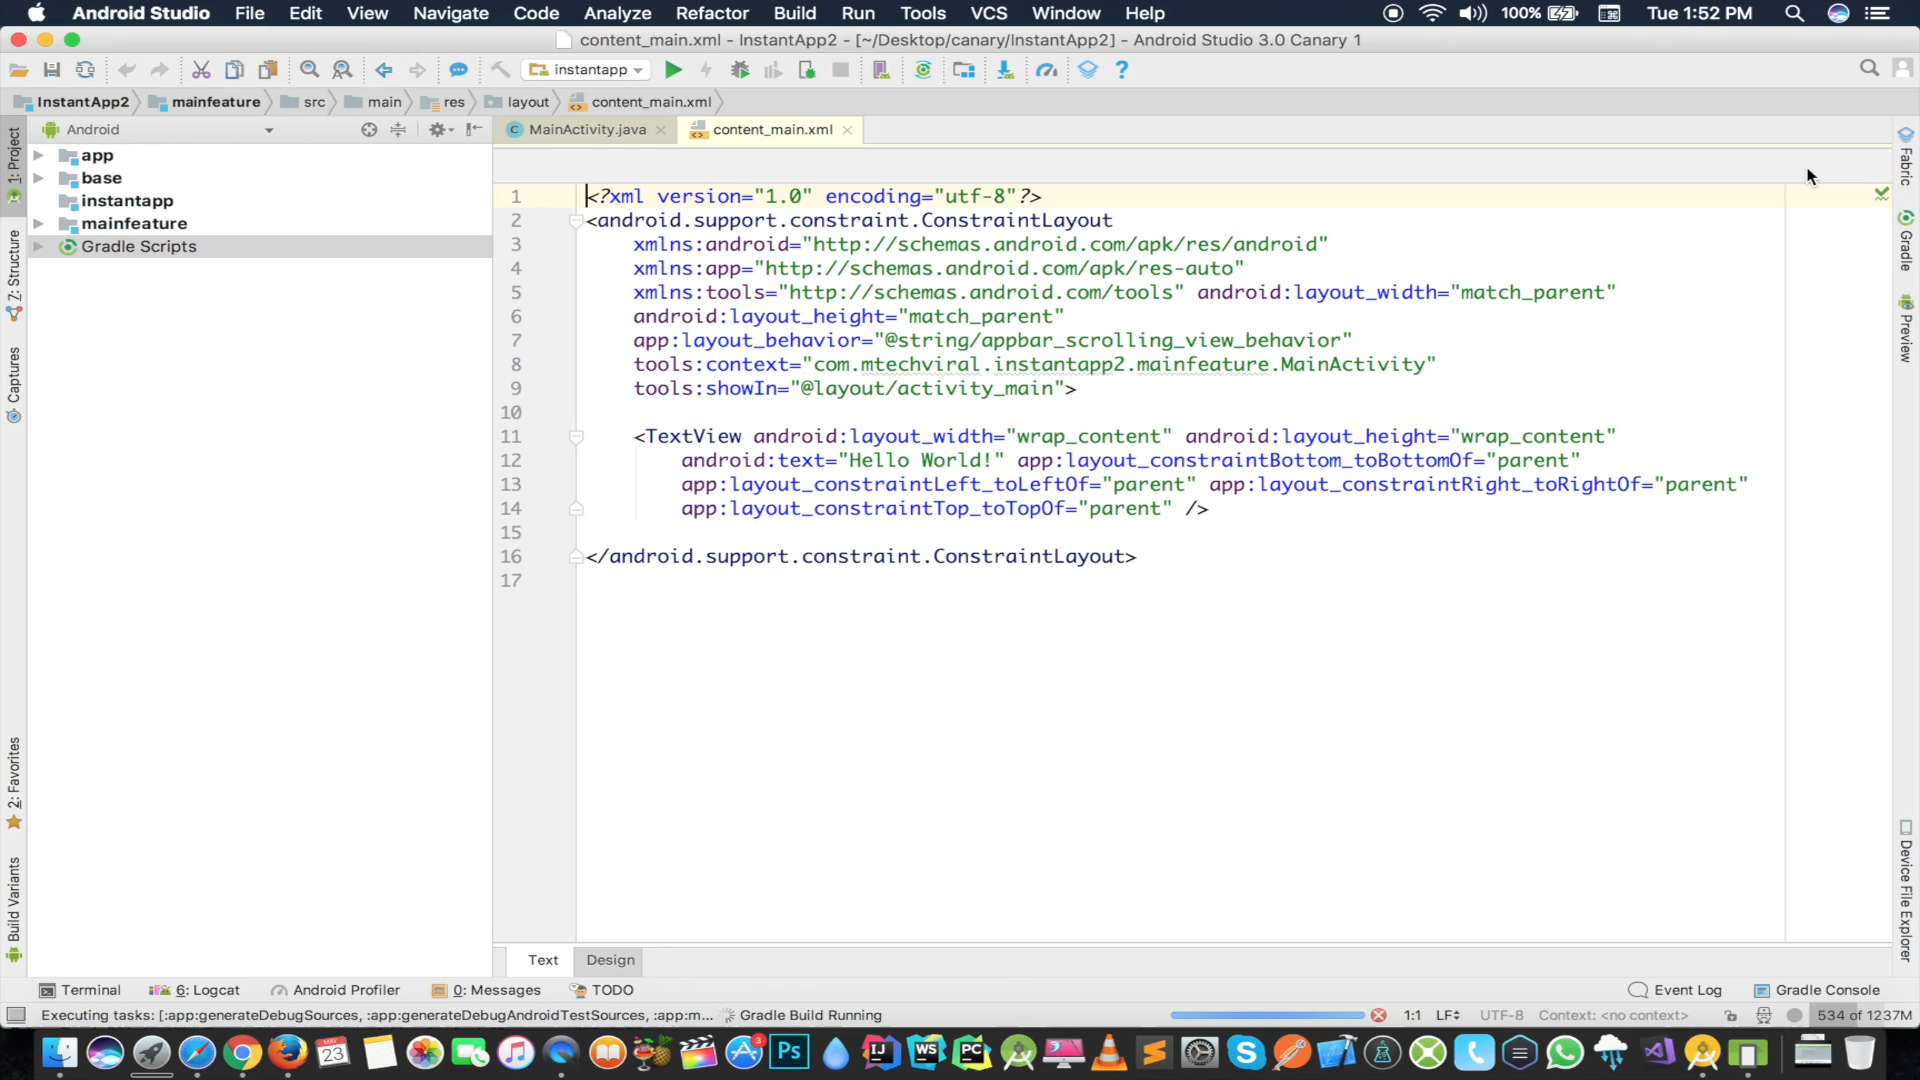 Android Studio File Edit View Navigate Code Analyze Refactor Build Run Tools VCS Window Help 100% Tue 1:52 PM
content_main.xml - InstantApp2 - [~/Desktop/canary/InstantApp2] - Android Studio 3.0 Canary 1
instantapp
InstantApp2 mainfeature src main res layout content_main.xml
Android
MainActivity.java content_main.xml
app
base
instantapp
mainfeature
Gradle Scripts
1: Project
Z: Structure
Captures
2: Favorites
Build Variants
1 <?xml version="1.0" encoding="utf-8"?>
2 <android.support.constraint.ConstraintLayout
3 xmlns:android="http://schemas.android.com/apk/res/android"
4 xmlns:app="http://schemas.android.com/apk/res-auto"
5 xmlns:tools="http://schemas.android.com/tools" android:layout_width="match_parent"
6 android:layout_height="match_parent"
7 app:layout_behavior="@string/appbar_scrolling_view_behavior"
8 tools:context="com.mtechviral.instantapp2.mainfeature.MainActivity"
9 tools:showIn="@layout/activity_main">
10
11 <TextView android:layout_width="wrap_content" android:layout_height="wrap_content"
12 android:text="Hello World!" app:layout_constraintBottom_toBottomOf="parent"
13 app:layout_constraintLeft_toLeftOf="parent" app:layout_constraintRight_toRightOf="parent"
14 app:layout_constraintTop_toTopOf="parent" />
15
16 </android.support.constraint.ConstraintLayout>
17
Fabric
Gradle
Preview
Device File Explorer
Text Design
Terminal 6: Logcat Android Profiler 0: Messages TODO Event Log Gradle Console
Executing tasks: [:app:generateDebugSources, :app:generateDebugAndroidTestSources, :app:m... Gradle Build Running 1:1 LF UTF-8 Context: <no context> 534 of 1237M
MAY
23
3
Ps
IJ
WS
PC